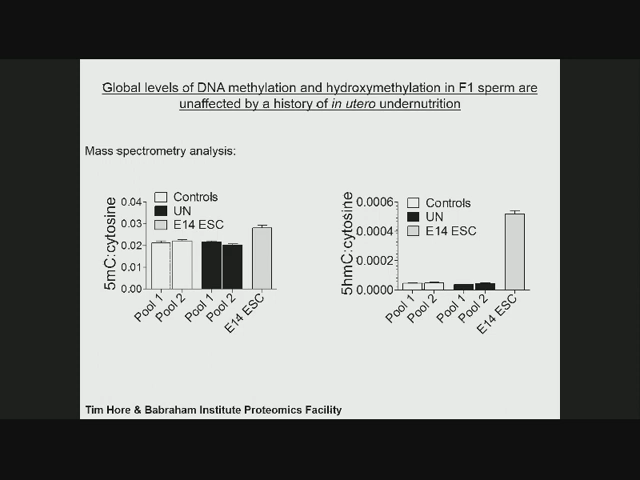 Global levels of DNA methylation and hydroxymethylation in F1 sperm are
unaffected by a history of in utero undernutrition
Mass spectrometry analysis:
5mC:cytosine
0.04
0.03
0.02
0.01
0.00
Controls
UN
E14 ESC
Pool 1
Pool 2
Pool 1
Pool 2
E14 ESC
5hmC:cytosine
0.0006
0.0004
0.0002
0.0000
Controls
UN
E14 ESC
Pool 1
Pool 2
Pool 1
Pool 2
E14 ESC
Tim Hore & Babraham Institute Proteomics Facility